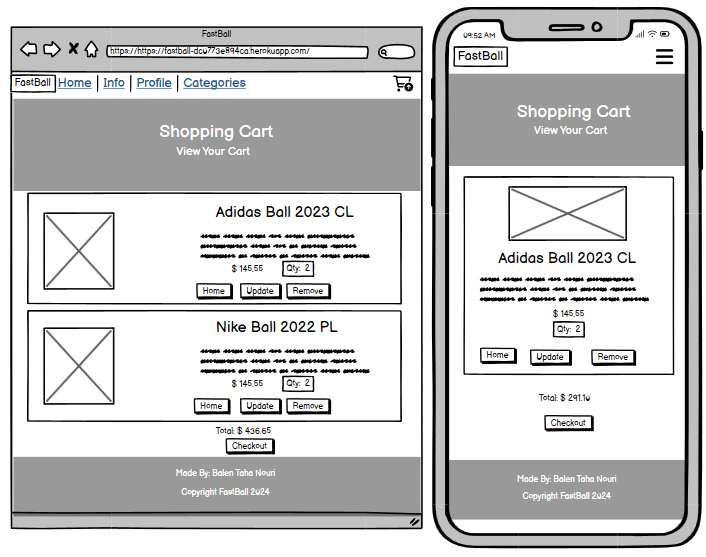 FastBall
https://https://fastball-dcu773e894ca.herokuapp.com/
FastBall Home Info Profile Categories
Shopping Cart
View Your Cart
Adidas Ball 2023 CL
$ 145,55 Qty: 2
Home Update Remove
Nike Ball 2022 PL
$ 145,55 Qty: 2
Home Update Remove
Total: $ 436.65
Checkout
Made By: Balen Taha Nouri
Copyright FastBall 2024
09:52 AM
FastBall
Shopping Cart
View Your Cart
Adidas Ball 2023 CL
$ 145,55
Qty: 2
Home Update Remove
Total: $ 291.10
Checkout
Made By: Balen Taha Nouri
Copyright FastBall 2024